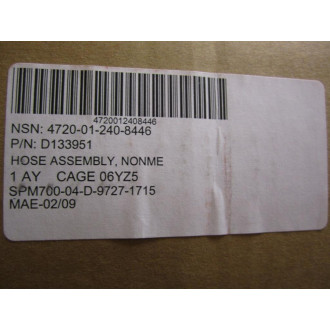 4720012408446
NSN: 4720-01-240-8446
P/N: D133951
HOSE ASSEMBLY, NONME
1 AY CAGE 06YZ5
SPM700-04-D-9727-1715
MAE-02/09